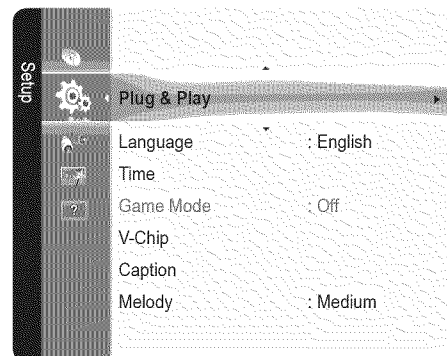 Setup
Plug & Play
Language : English
Time
Game Mode : Off
V-Chip
Caption
Melody : Medium
?